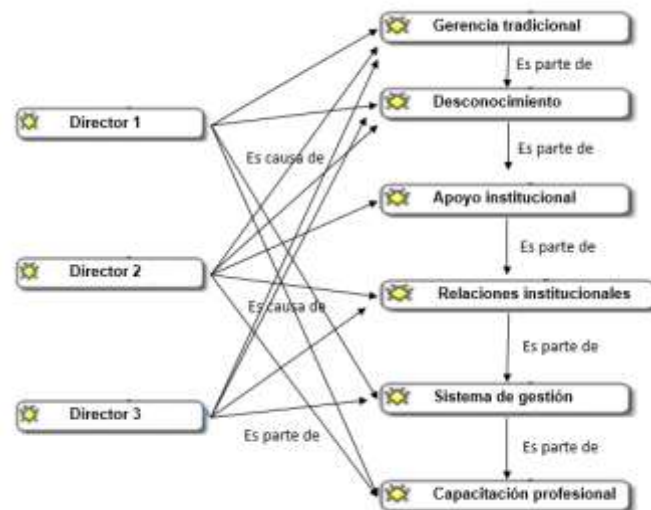 Gerencia tradicional
Es parte de
Desconocimiento
Director 1
Es causa de
Es parte de
Apoyo institucional
Es parte de
Director 2
Relaciones institucionales
Es causa de
Es parte de
Sistema de gestión
Director 3
Es parte de
Es parte de
Capacitación profesional